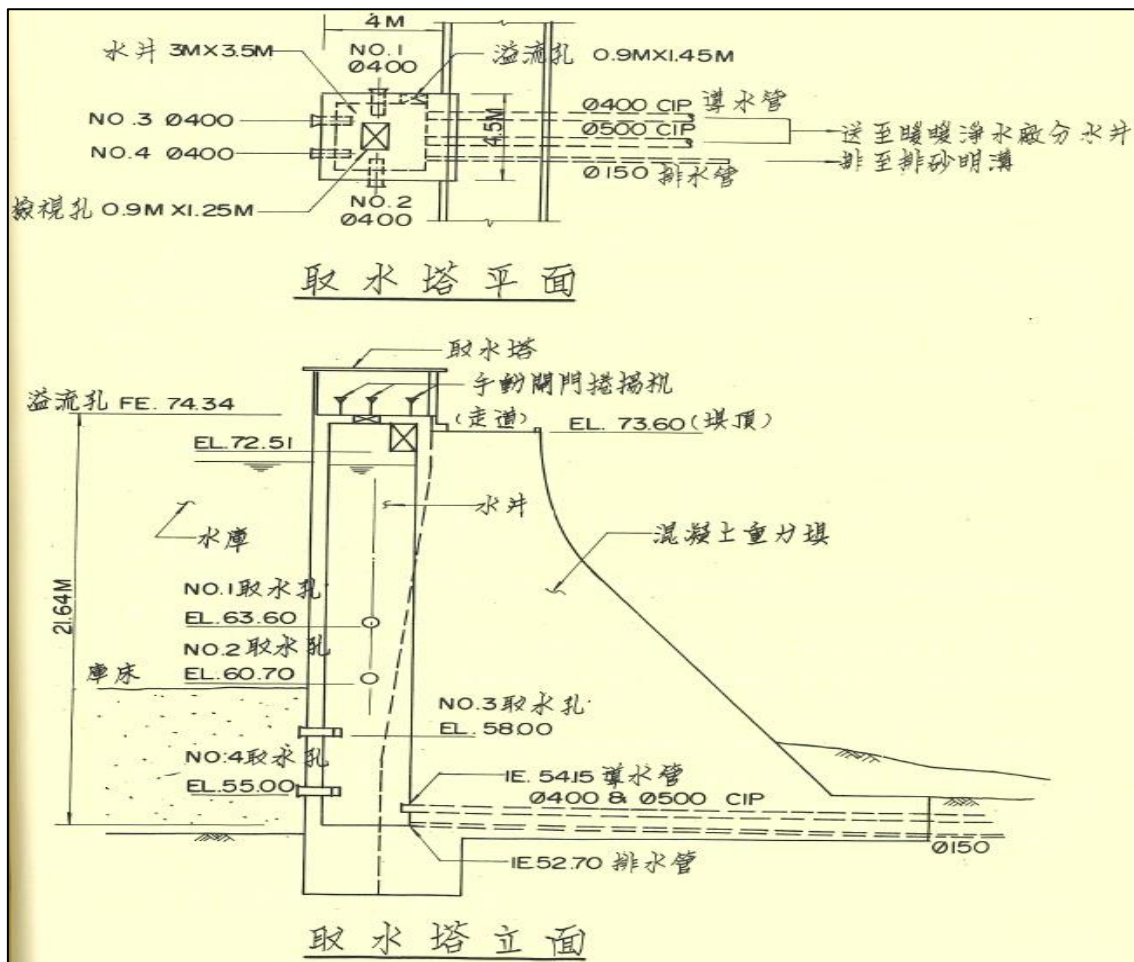 4M
水井 3MX3.5M
NO.1
Ø400
溢流孔 0.9MX1.45M
NO.3 Ø400
NO.4 Ø400
4.5M
Ø400 CIP 導水管
Ø500 CIP
送至暖暖淨水廠分水井
排至排砂明溝
Ø150 排水管
NO.2
Ø400
檢視孔 0.9MX1.25M
取水塔平面
取水塔
手動閘門捲揚机
溢流孔 FE. 74.34
(走道)
EL. 73.60(堤頂)
EL.72.51
水井
水庫
混凝土重力堤
21.64M
NO.1取水孔
EL.63.60
NO.2取水孔
EL.60.70
庫床
NO.3取水孔
EL.58.00
NO.4取水孔
EL.55.00
IE. 54.15 導水管
Ø400 & Ø500 CIP
Ø150
IE52.70 排水管
取水塔立面